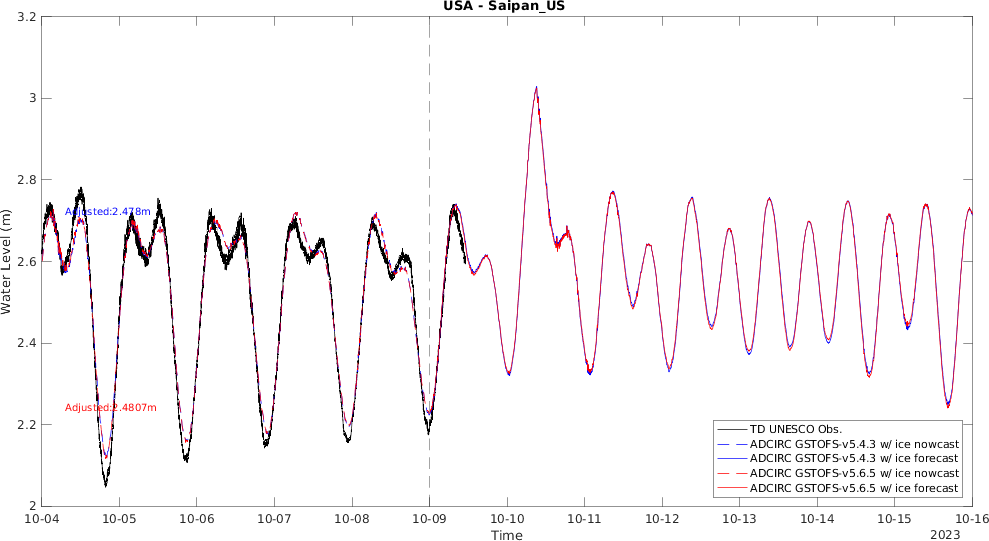 USA - Saipan_US
3.2
3
2.8
2.6
2.4
2.2
2
Water Level (m)
Adjusted:2.478m
Adjusted:2.4807m
TD UNESCO Obs.
ADCIRC GSTOFS-v5.4.3 w/ ice nowcast
ADCIRC GSTOFS-v5.4.3 w/ ice forecast
ADCIRC GSTOFS-v5.6.5 w/ ice nowcast
ADCIRC GSTOFS-v5.6.5 w/ ice forecast
10-04 10-05 10-06 10-07 10-08 10-09 10-10 10-11 10-12 10-13 10-14 10-15 10-16
Time
2023